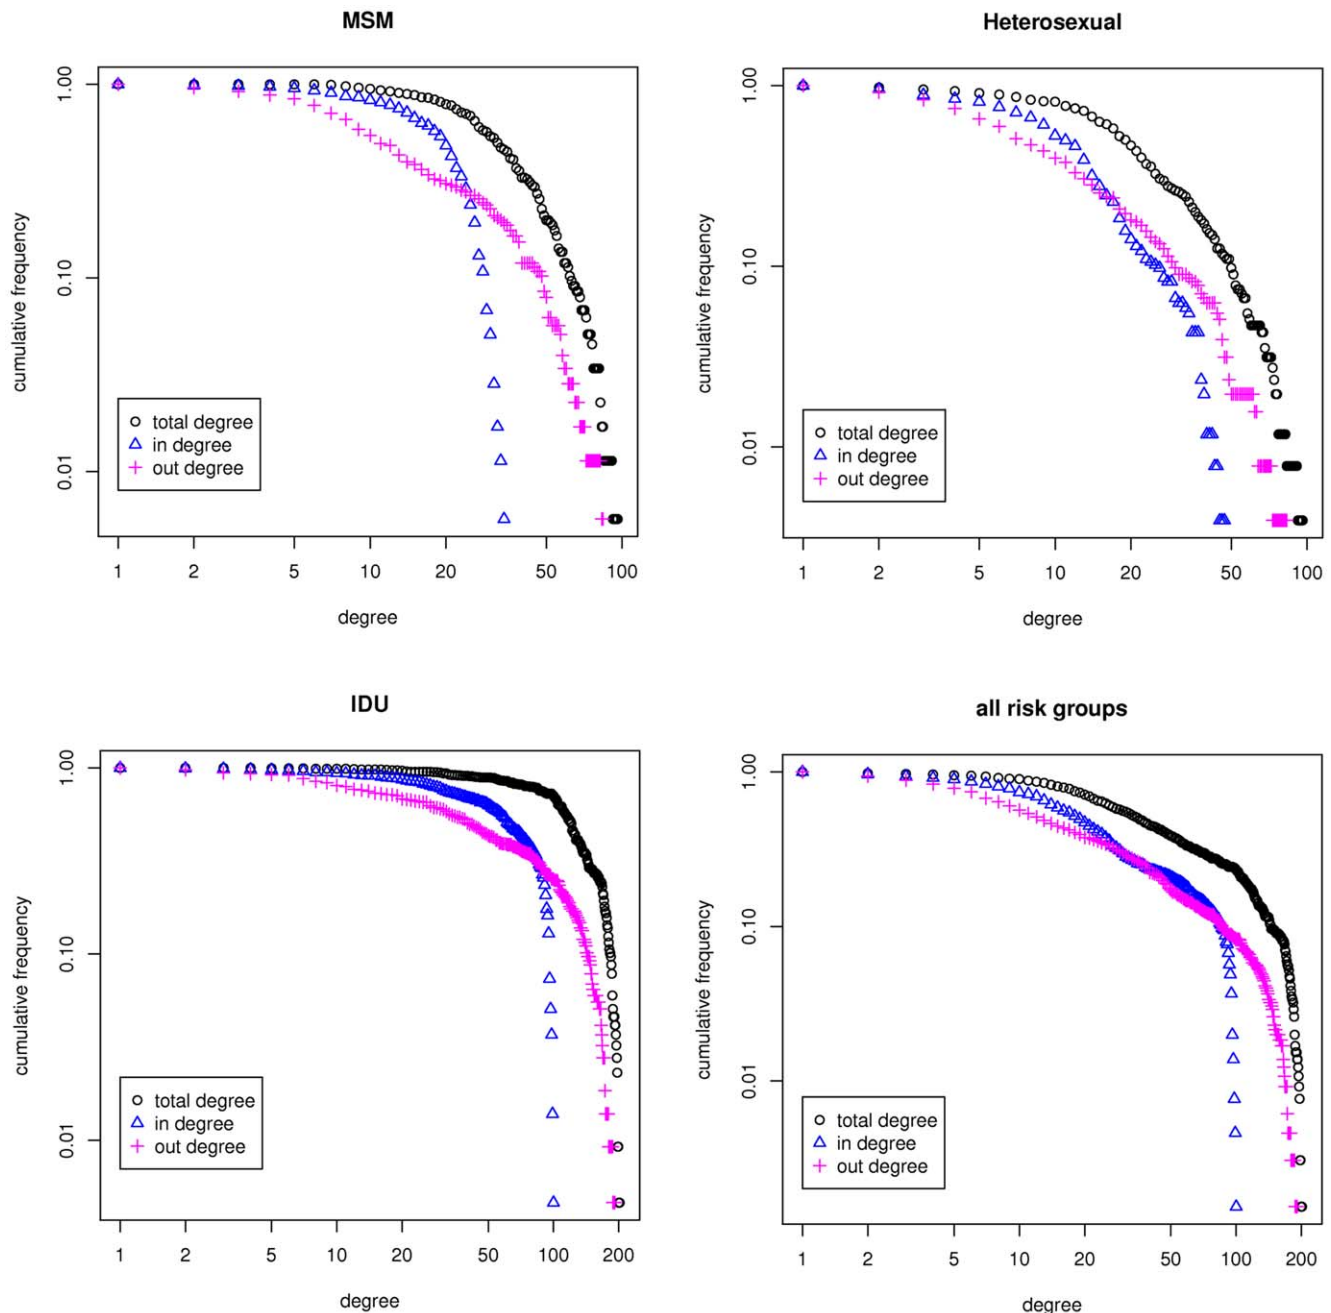 MSM
cumulative frequency
1.00
0.10
0.01
total degree
in degree
out degree
1 2 5 10 20 50 100
degree
Heterosexual
cumulative frequency
1.00
0.10
0.01
total degree
in degree
out degree
1 2 5 10 20 50 100
degree
IDU
cumulative frequency
1.00
0.10
0.01
total degree
in degree
out degree
1 2 5 10 20 50 100 200
degree
all risk groups
cumulative frequency
1.00
0.10
0.01
total degree
in degree
out degree
1 2 5 10 20 50 100 200
degree